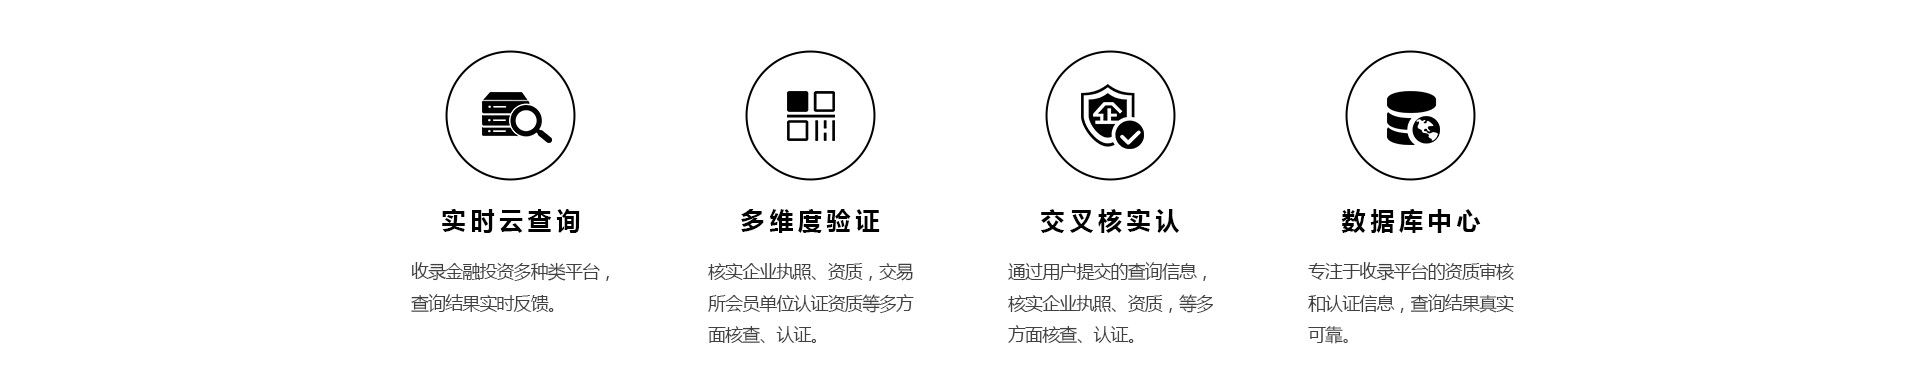 实时云查询
收录金融投资多种类平台，
查询结果实时反馈。
多维度验证
核实企业执照、资质，交易
所会员单位认证资质等多方
面核查、认证。
企
交叉核实认
通过用户提交的查询信息，
核实企业执照、资质，等多
方面核查、认证。
数据库中心
专注于收录平台的资质审核
和认证信息，查询结果真实
可靠。